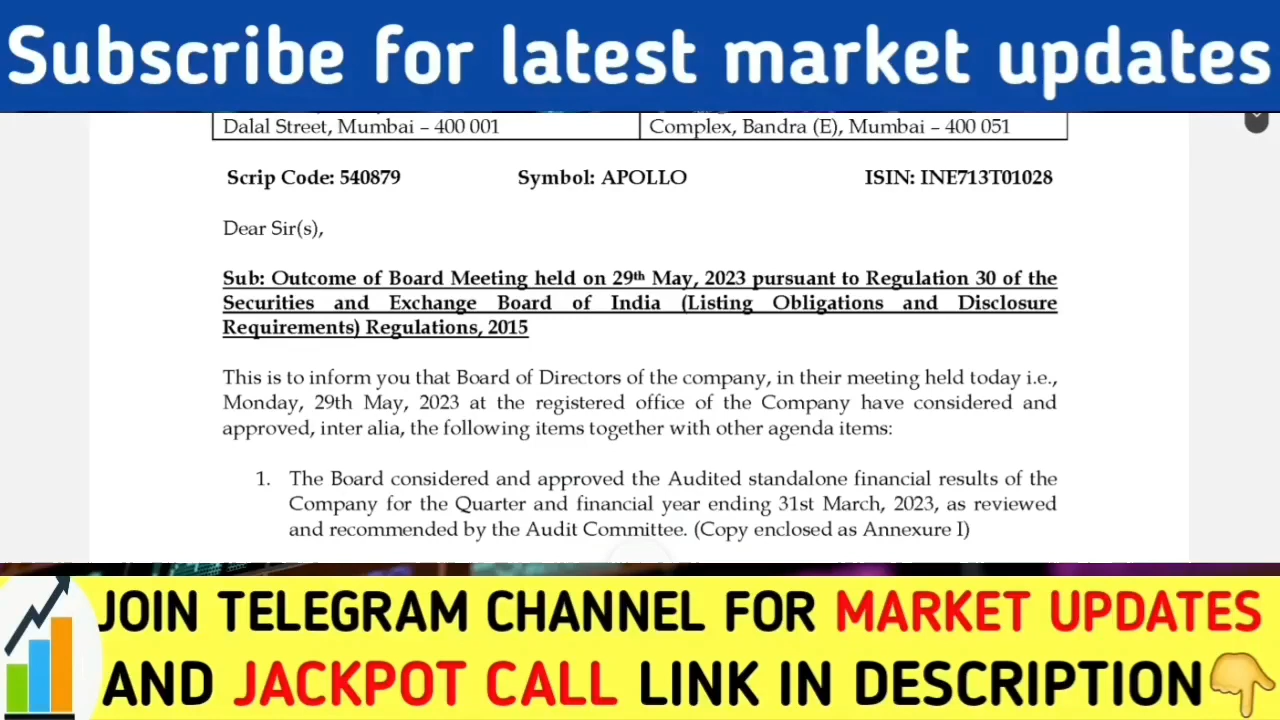 Subscribe for latest market updates
Dalal Street, Mumbai – 400 001
Complex, Bandra (E), Mumbai – 400 051
Scrip Code: 540879
Symbol: APOLLO
ISIN: INE713T01028
Dear Sir(s),
Sub: Outcome of Board Meeting held on 29th May, 2023 pursuant to Regulation 30 of the
Securities and Exchange Board of India (Listing Obligations and Disclosure
Requirements) Regulations, 2015
This is to inform you that Board of Directors of the company, in their meeting held today i.e.,
Monday, 29th May, 2023 at the registered office of the Company have considered and
approved, inter alia, the following items together with other agenda items:
1. The Board considered and approved the Audited standalone financial results of the
Company for the Quarter and financial year ending 31st March, 2023, as reviewed
and recommended by the Audit Committee. (Copy enclosed as Annexure I)
JOIN TELEGRAM CHANNEL FOR MARKET UPDATES
AND JACKPOT CALL LINK IN DESCRIPTION👇